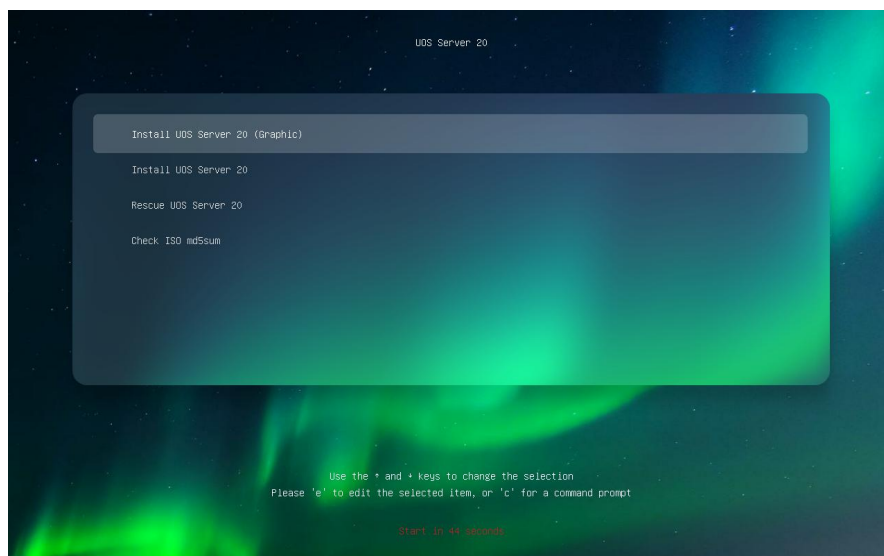 UOS Server 20
Install UOS Server 20 (Graphic)
Install UOS Server 20
Rescue UOS Server 20
Check ISO md5sum
Use the ↑ and ↓ keys to change the selection
Please 'e' to edit the selected item, or 'c' for a command prompt
Start in 44 seconds